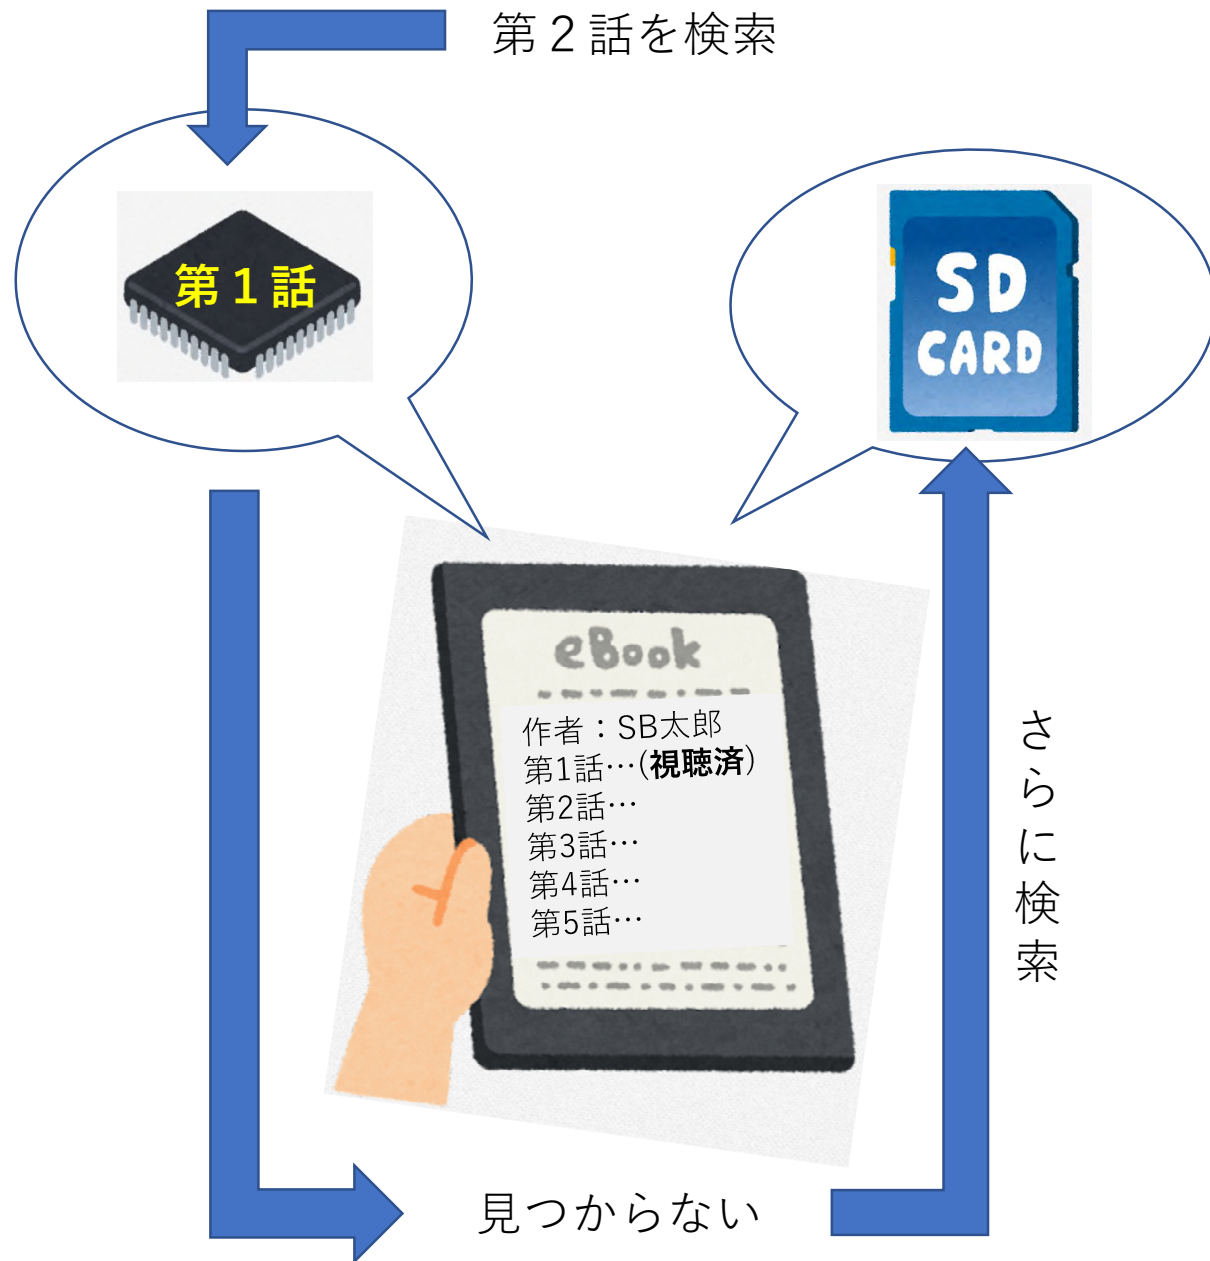 第２話を検索
第１話
SD
CARD
eBook
作者：SB太郎
第1話…(視聴済)
第2話…
第3話…
第4話…
第5話…
さらに検索
見つからない